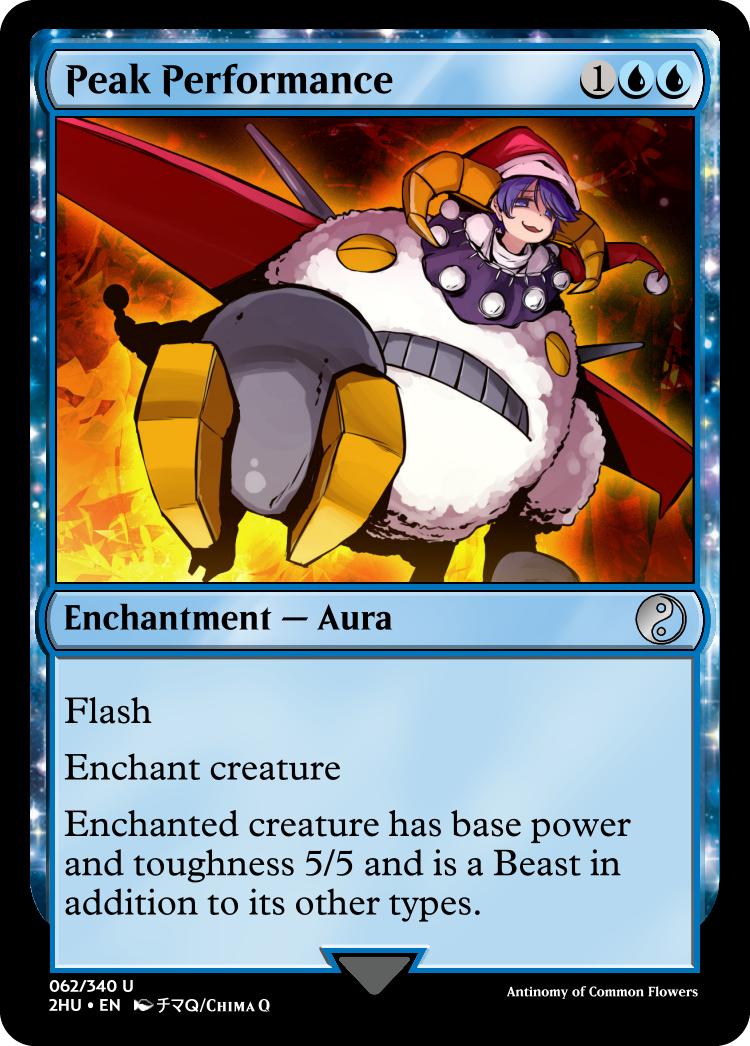 Peak Performance 1
Enchantment — Aura
Flash
Enchant creature
Enchanted creature has base power
and toughness 5/5 and is a Beast in
addition to its other types.
062/340 U
2HU • EN チマQ/Chima Q
Antinomy of Common Flowers